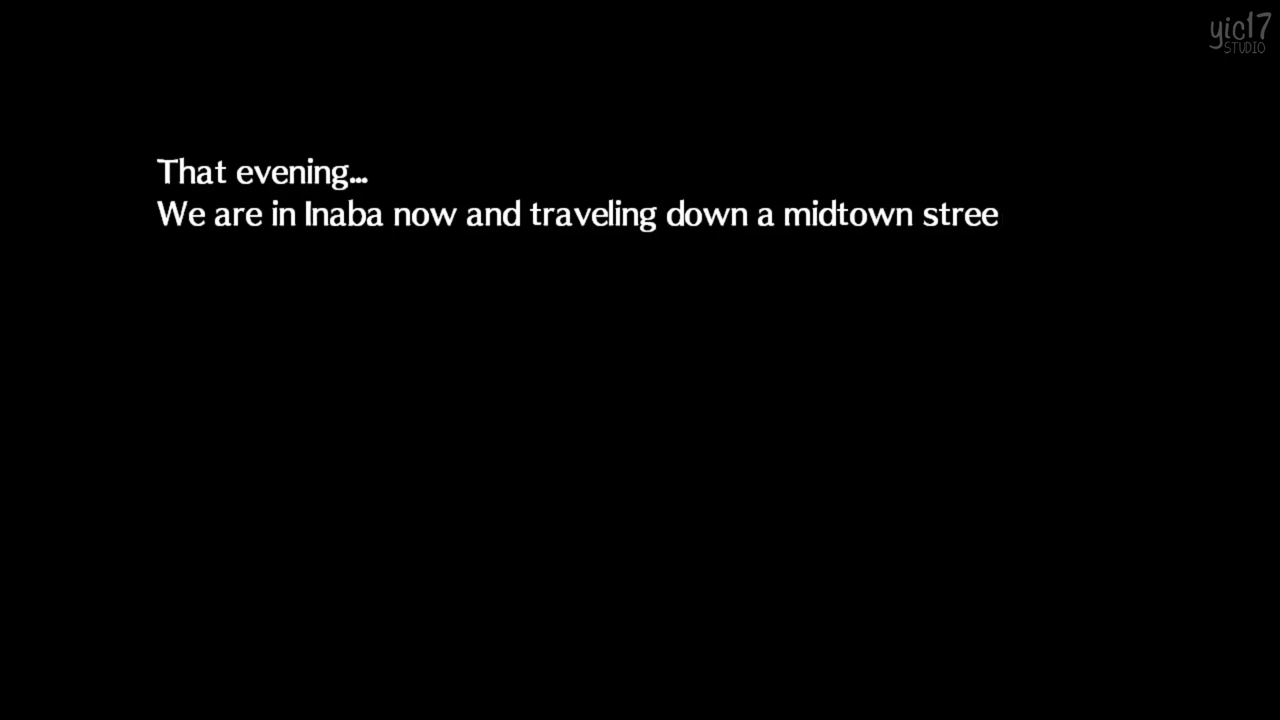 yic17
STUDIO
That evening...
We are in Inaba now and traveling down a midtown stree